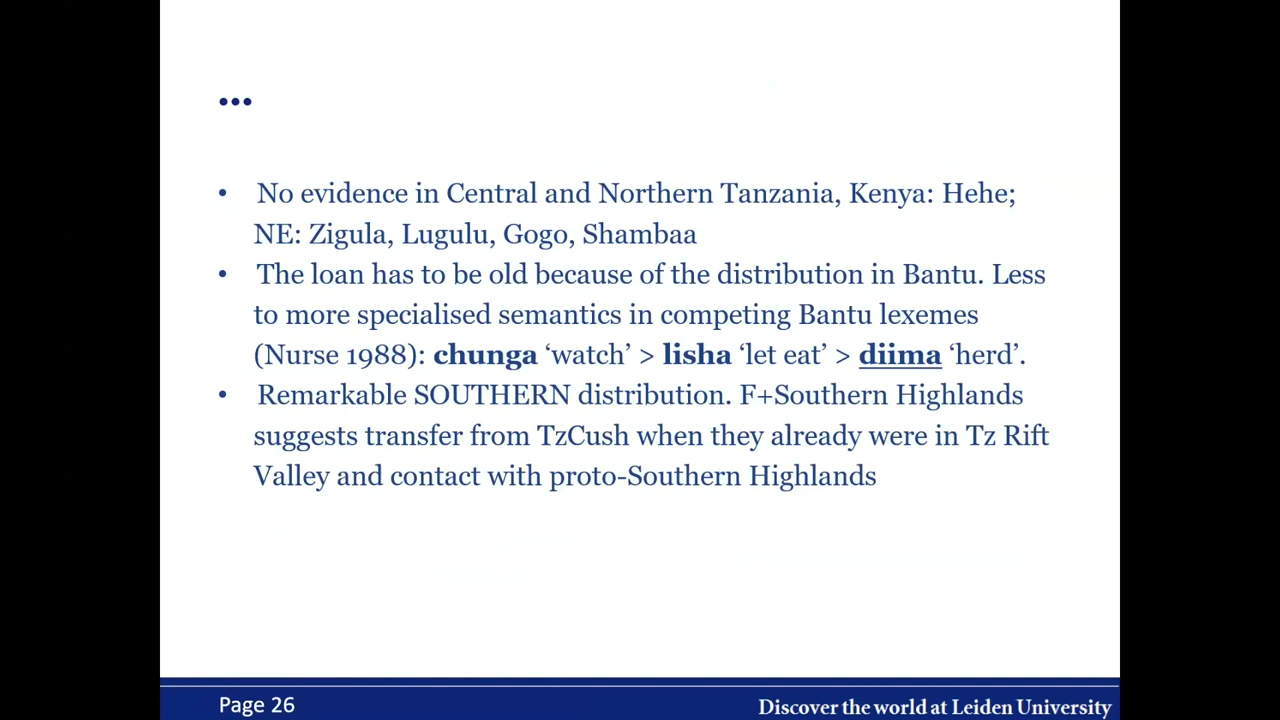 ...
• No evidence in Central and Northern Tanzania, Kenya: Hehe;
NE: Zigula, Lugulu, Gogo, Shambaa
• The loan has to be old because of the distribution in Bantu. Less
to more specialised semantics in competing Bantu lexemes
(Nurse 1988): chunga ‘watch’ > lisha ‘let eat’ > diima ‘herd’.
• Remarkable SOUTHERN distribution. F+Southern Highlands
suggests transfer from TzCush when they already were in Tz Rift
Valley and contact with proto-Southern Highlands
Page 26
Discover the world at Leiden University